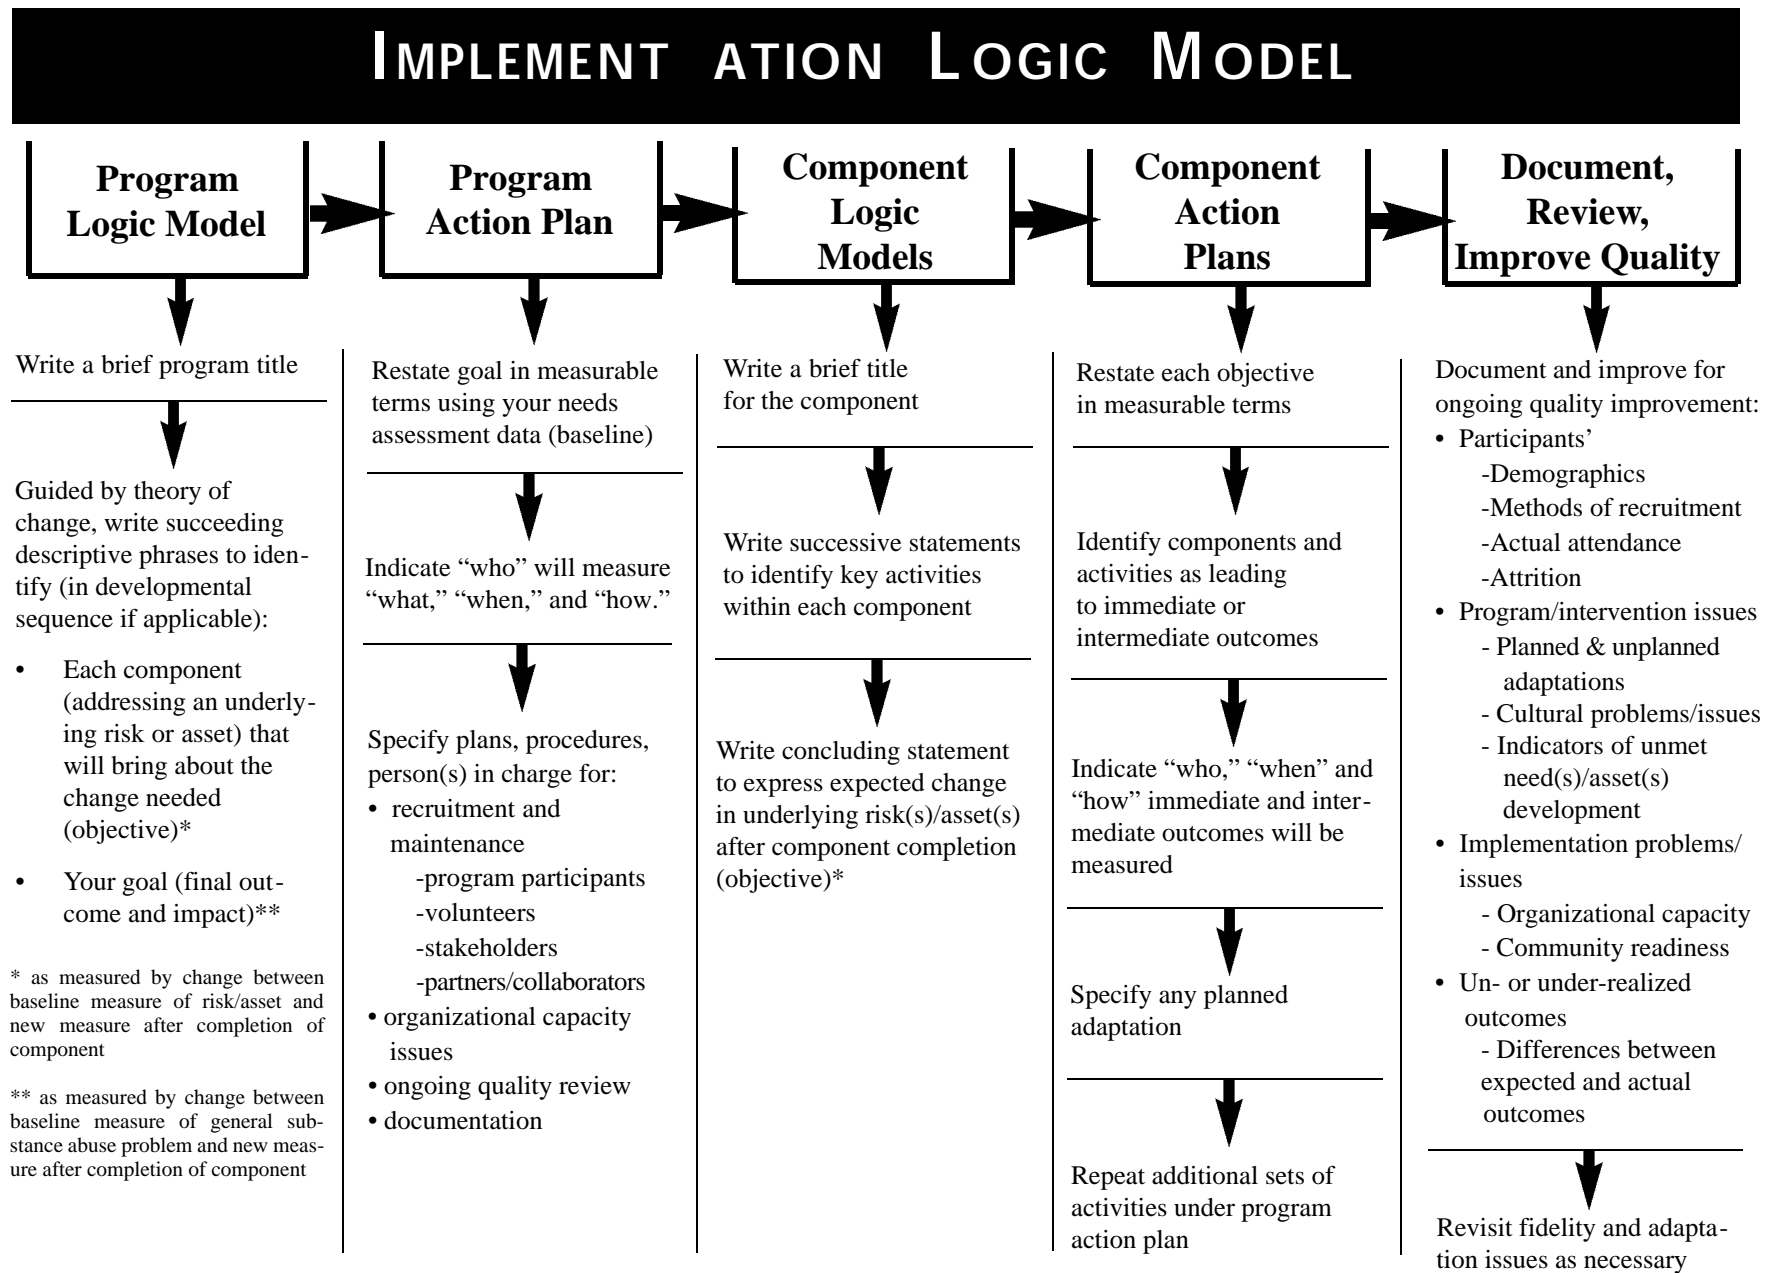 IMPLEMENT ATION LOGIC MODEL
Program
Logic Model
Program
Action Plan
Component
Logic
Models
Component
Action
Plans
Document,
Review,
Improve Quality
Write a brief program title
Guided by theory of
change, write succeeding
descriptive phrases to iden-
tify (in developmental
sequence if applicable):
• Each component
(addressing an underly-
ing risk or asset) that
will bring about the
change needed
(objective)*
• Your goal (final out-
come and impact)**
* as measured by change between
baseline measure of risk/asset and
new measure after completion of
component
** as measured by change between
baseline measure of general sub-
stance abuse problem and new meas-
ure after completion of component
Restate goal in measurable
terms using your needs
assessment data (baseline)
Indicate “who” will measure
“what,” “when,” and “how.”
Specify plans, procedures,
person(s) in charge for:
• recruitment and
maintenance
-program participants
-volunteers
-stakeholders
-partners/collaborators
• organizational capacity
issues
• ongoing quality review
• documentation
Write a brief title
for the component
Write successive statements
to identify key activities
within each component
Write concluding statement
to express expected change
in underlying risk(s)/asset(s)
after component completion
(objective)*
Restate each objective
in measurable terms
Identify components and
activities as leading
to immediate or
intermediate outcomes
Indicate “who,” “when” and
“how” immediate and inter-
mediate outcomes will be
measured
Specify any planned
adaptation
Repeat additional sets of
activities under program
action plan
Document and improve for
ongoing quality improvement:
• Participants’
-Demographics
-Methods of recruitment
-Actual attendance
-Attrition
• Program/intervention issues
- Planned & unplanned
adaptations
- Cultural problems/issues
- Indicators of unmet
need(s)/asset(s)
development
• Implementation problems/
issues
- Organizational capacity
- Community readiness
• Un- or under-realized
outcomes
- Differences between
expected and actual
outcomes
Revisit fidelity and adapta-
tion issues as necessary